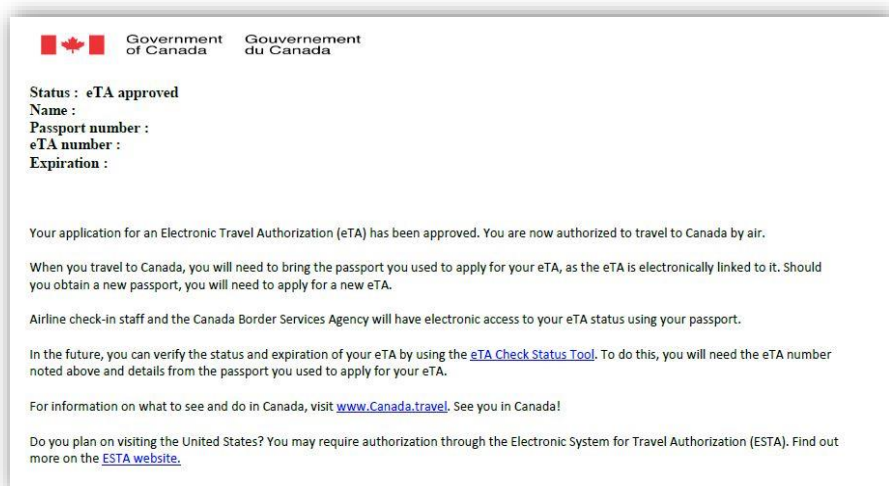 Government Gouvernement
of Canada du Canada
Status : eTA approved
Name :
Passport number :
eTA number :
Expiration :
Your application for an Electronic Travel Authorization (eTA) has been approved. You are now authorized to travel to Canada by air.
When you travel to Canada, you will need to bring the passport you used to apply for your eTA, as the eTA is electronically linked to it. Should
you obtain a new passport, you will need to apply for a new eTA.
Airline check-in staff and the Canada Border Services Agency will have electronic access to your eTA status using your passport.
In the future, you can verify the status and expiration of your eTA by using the eTA Check Status Tool. To do this, you will need the eTA number
noted above and details from the passport you used to apply for your eTA.
For information on what to see and do in Canada, visit www.Canada.travel. See you in Canada!
Do you plan on visiting the United States? You may require authorization through the Electronic System for Travel Authorization (ESTA). Find out
more on the ESTA website.